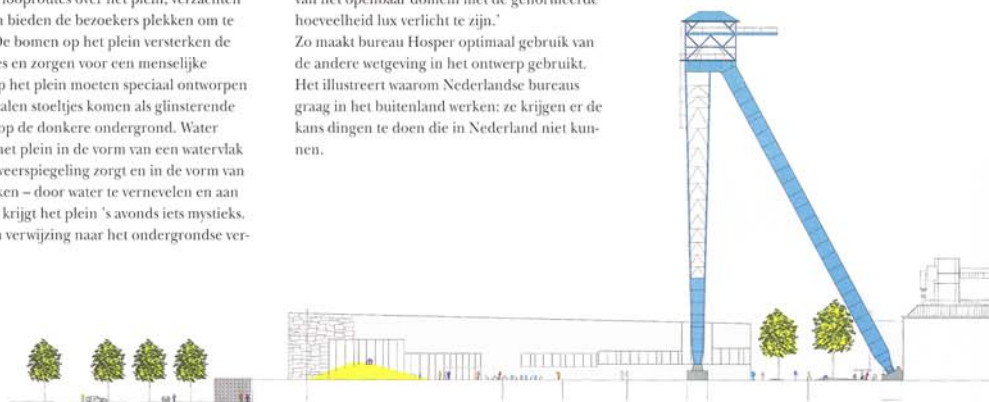 looproutes over het plein, verzachten
n bieden de bezoekers plekken om te
De bomen op het plein versterken de
es en zorgen voor een menselijke
p het plein moeten speciaal ontworpen
alen stoeltjes komen als glinsterende
op de donkere ondergrond. Water
het plein in de vorm van een watervlak
weerspiegeling zorgt en in de vorm van
ken – door water te vernevelen en aan
krijgt het plein 's avonds iets mystieks.
n verwijzing naar het ondergrondse ver-
van het openbaar domein met de genormeerde
hoeveelheid lux verlicht te zijn.'
Zo maakt bureau Hosper optimaal gebruik van
de andere wetgeving in het ontwerp gebruikt.
Het illustreert waarom Nederlandse bureaus
graag in het buitenland werken: ze krijgen er de
kans dingen te doen die in Nederland niet kun-
nen.